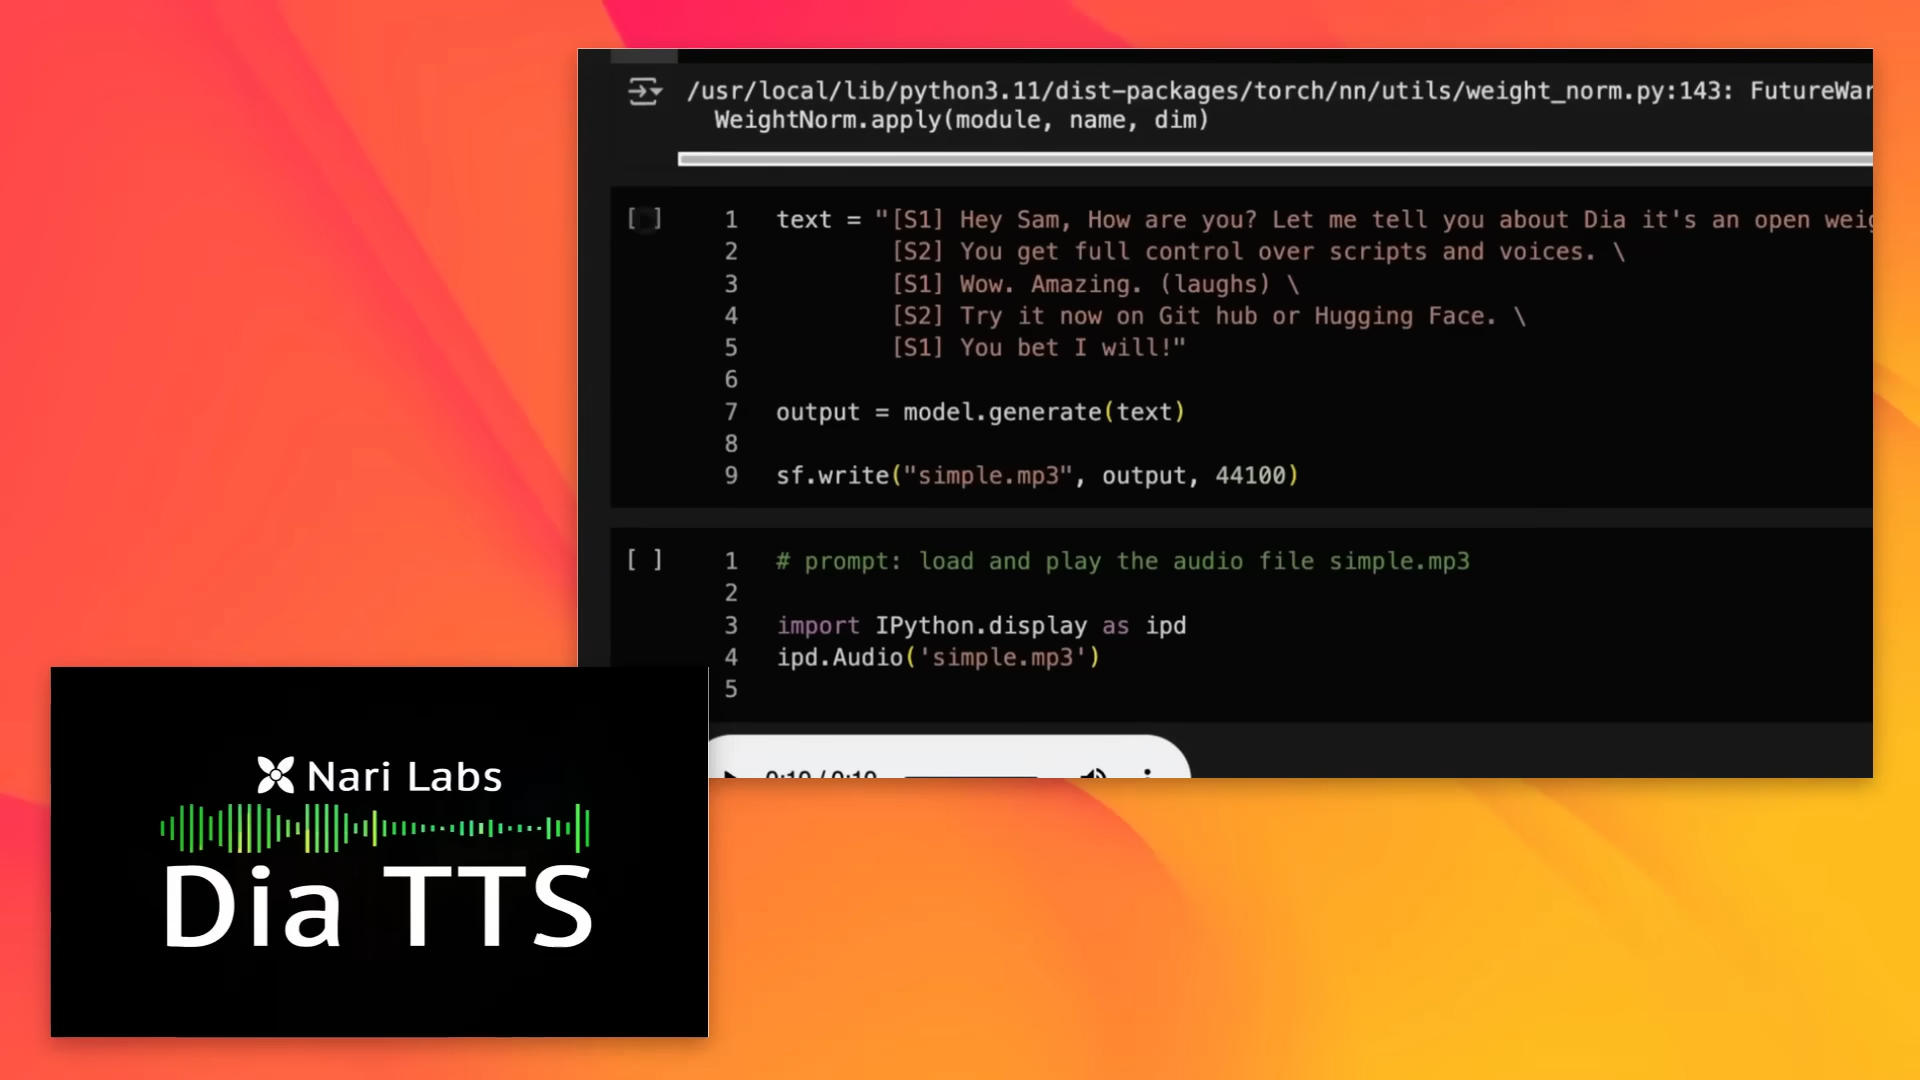 /usr/local/lib/python3.11/dist-packages/torch/nn/utils/weight_norm.py:143: FutureWar
WeightNorm.apply(module, name, dim)
[ ] 1 text = "[S1] Hey Sam, How are you? Let me tell you about Dia it's an open weig
2 [S2] You get full control over scripts and voices. \
3 [S1] Wow. Amazing. (laughs) \
4 [S2] Try it now on Git hub or Hugging Face. \
5 [S1] You bet I will!"
6
7 output = model.generate(text)
8
9 sf.write("simple.mp3", output, 44100)
[ ] 1 # prompt: load and play the audio file simple.mp3
2
3 import IPython.display as ipd
4 ipd.Audio('simple.mp3')
5
Nari Labs
Dia TTS